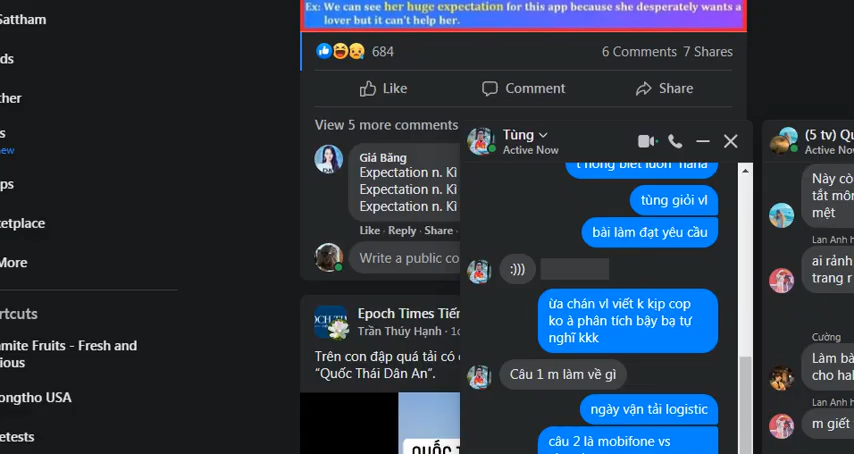 Ex: We can see her huge expectation for this app because she desperately wants a
lover but it can't help her.
684
6 Comments 7 Shares
Like
Comment
Share
View 5 more comments
Giá Băng
Expectation n. Kì
Expectation n. Kì
Expectation n. Kì
Like · Reply · Share ·
Write a public co
Epoch Times Tiến
Trần Thúy Hạnh ·
Trên con đập quá tải có
"Quốc Thái Dân An".
QUỐC T
Sattham
ds
ther
s
new
ps
etplace
More
rtcuts
amite Fruits - Fresh and
ious
ongtho USA
etests
Tùng
Active Now
tùng giỏi vl
bài làm đạt yêu cầu
:)))
ừa chán vl viết k kịp cop
ko à phân tích bậy bạ tự
nghĩ kkk
Câu 1 m làm về gì
ngày vận tải logistic
câu 2 là mobifone vs
(5 tv) Qu
Active Now
Này cò
tắt môn
mệt
Lan Anh h
ai rảnh
trang r
Cường
Làm bà
cho hal
Lan Anh h
m giết